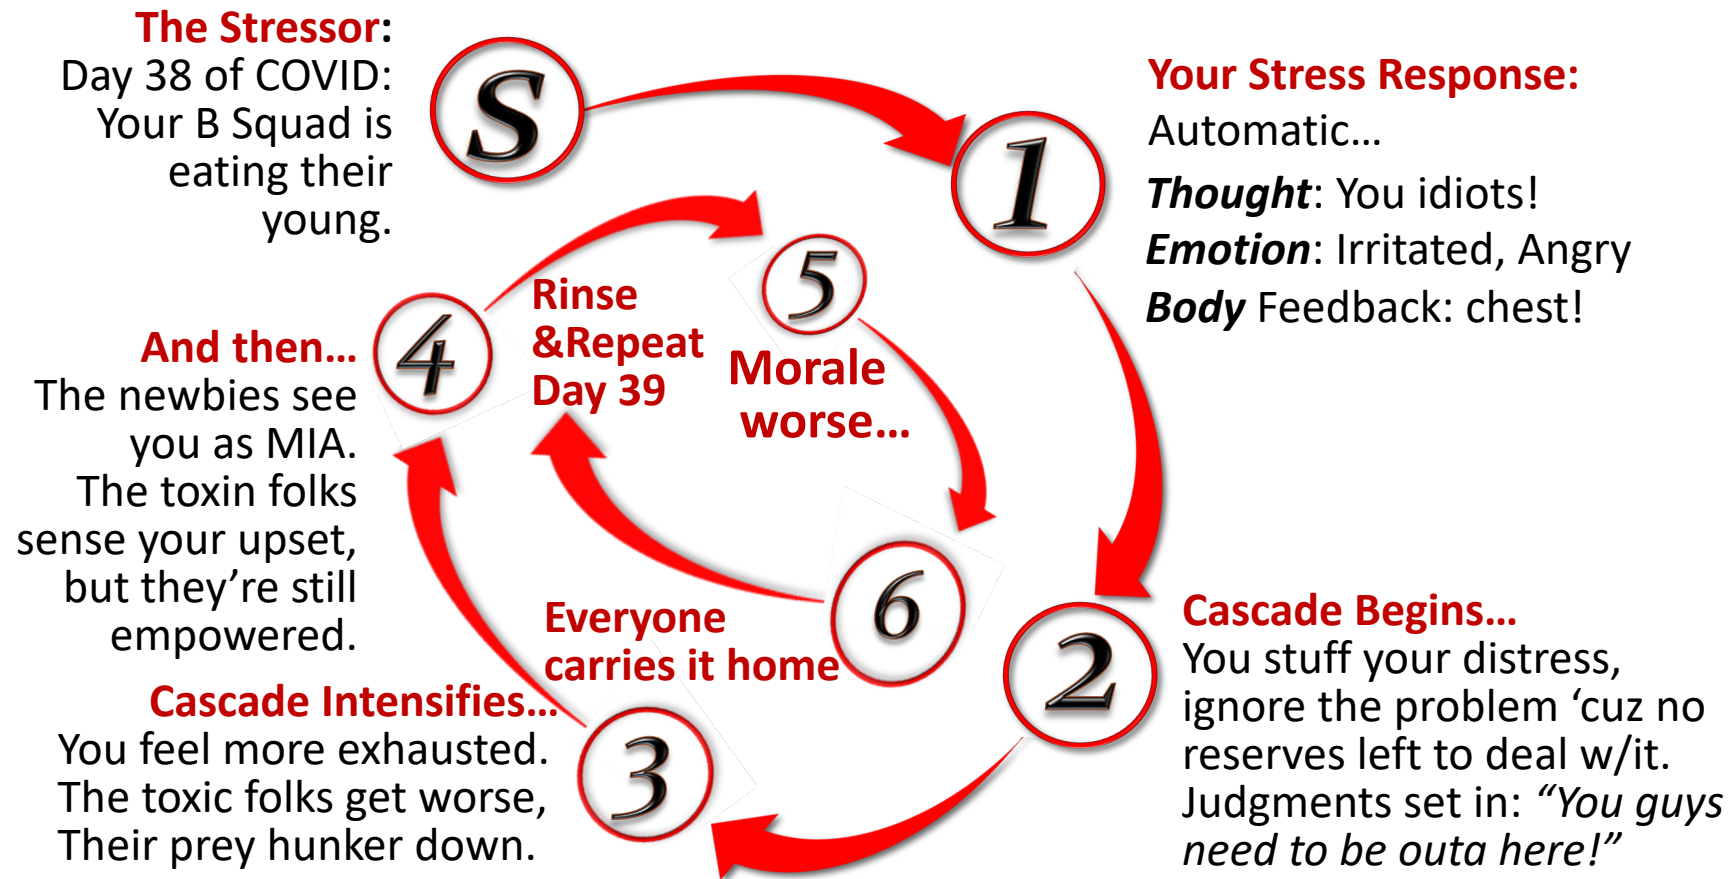 The Stressor:
Day 38 of COVID:
Your B Squad is
eating their
young.
S
1
Your Stress Response:
Automatic…
Thought: You idiots!
Emotion: Irritated, Angry
Body Feedback: chest!
2
Cascade Begins…
You stuff your distress,
ignore the problem ‘cuz no
reserves left to deal w/it.
Judgments set in: “You guys
need to be outa here!”
3
Cascade Intensifies…
You feel more exhausted.
The toxic folks get worse,
Their prey hunker down.
4
And then…
The newbies see
you as MIA.
The toxin folks
sense your upset,
but they’re still
empowered.
5
Morale
worse…
6
Everyone
carries it home
Rinse
&Repeat
Day 39